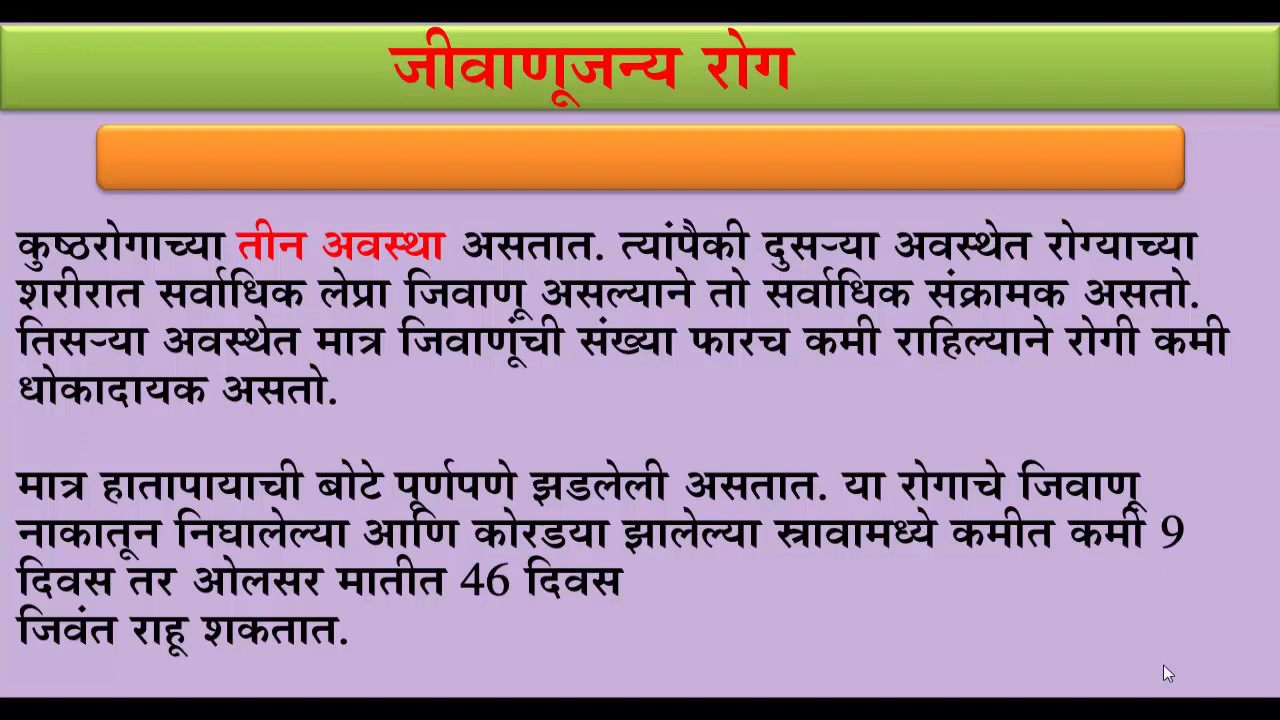 जीवाणूजन्य रोग
कुष्ठरोगाच्या तीन अवस्था असतात. त्यांपैकी दुसऱ्या अवस्थेत रोग्याच्या
शरीरात सर्वाधिक लेप्रा जिवाणू असल्याने तो सर्वाधिक संक्रामक असतो.
तिसऱ्या अवस्थेत मात्र जिवाणूंची संख्या फारच कमी राहिल्याने रोगी कमी
धोकादायक असतो.
मात्र हातापायाची बोटे पूर्णपणे झडलेली असतात. या रोगाचे जिवाणू
नाकातून निघालेल्या आणि कोरडया झालेल्या स्रावामध्ये कमीत कमी 9
दिवस तर ओलसर मातीत 46 दिवस
जिवंत राहू शकतात.